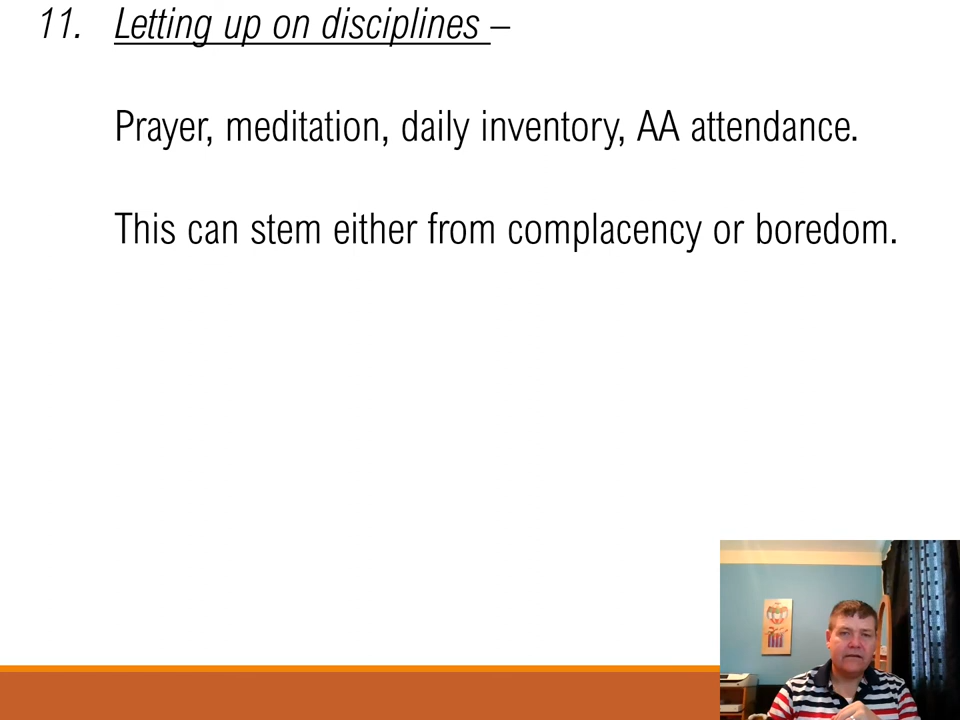 11. Letting up on disciplines –
Prayer, meditation, daily inventory, AA attendance.
This can stem either from complacency or boredom.